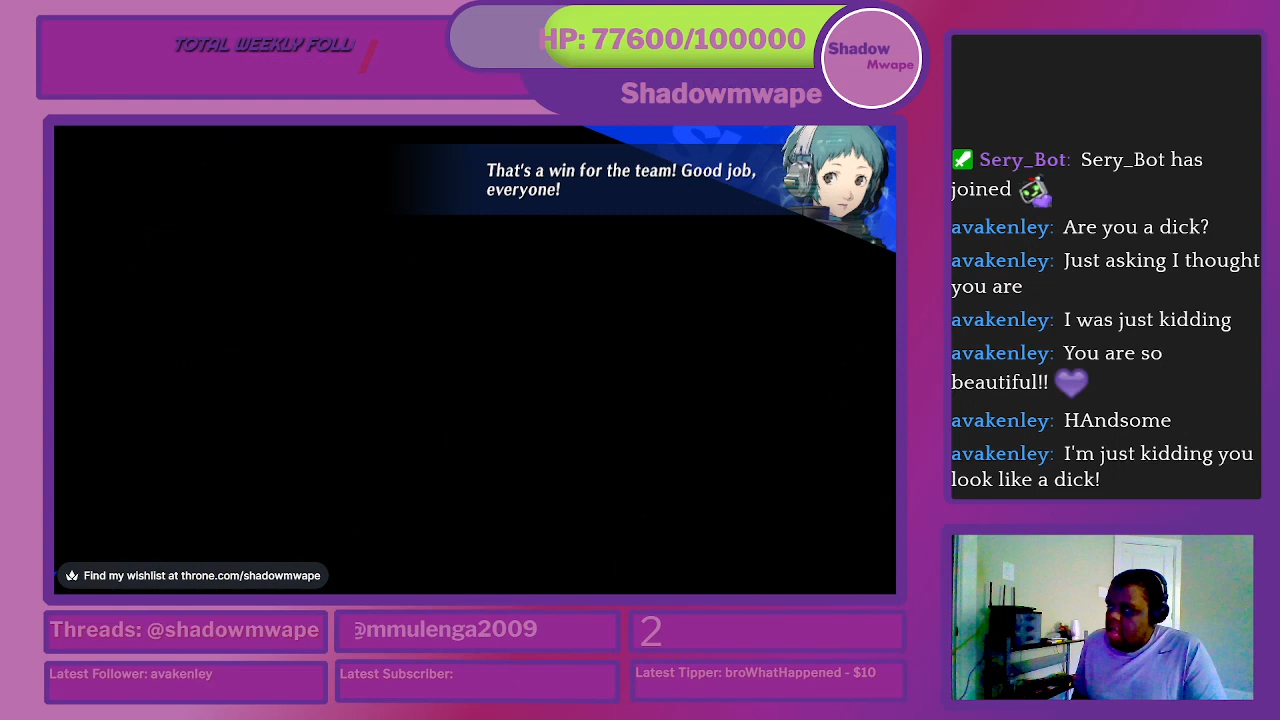 TOTAL WEEKLY FOLL
/
HP: 77600/100000
Shadow
Mwape
Shadowmwape
That's a win for the team! Good job,
everyone!
Find my wishlist at throne.com/shadowmwape
Threads: @shadowmwape
@mmulenga2009
2
Latest Follower: avakenley
Latest Subscriber:
Latest Tipper: broWhatHappened - $10
Sery_Bot: Sery_Bot has
joined
avakenley: Are you a dick?
avakenley: Just asking I thought
you are
avakenley: I was just kidding
avakenley: You are so
beautiful!!
avakenley: HAndsome
avakenley: I'm just kidding you
look like a dick!